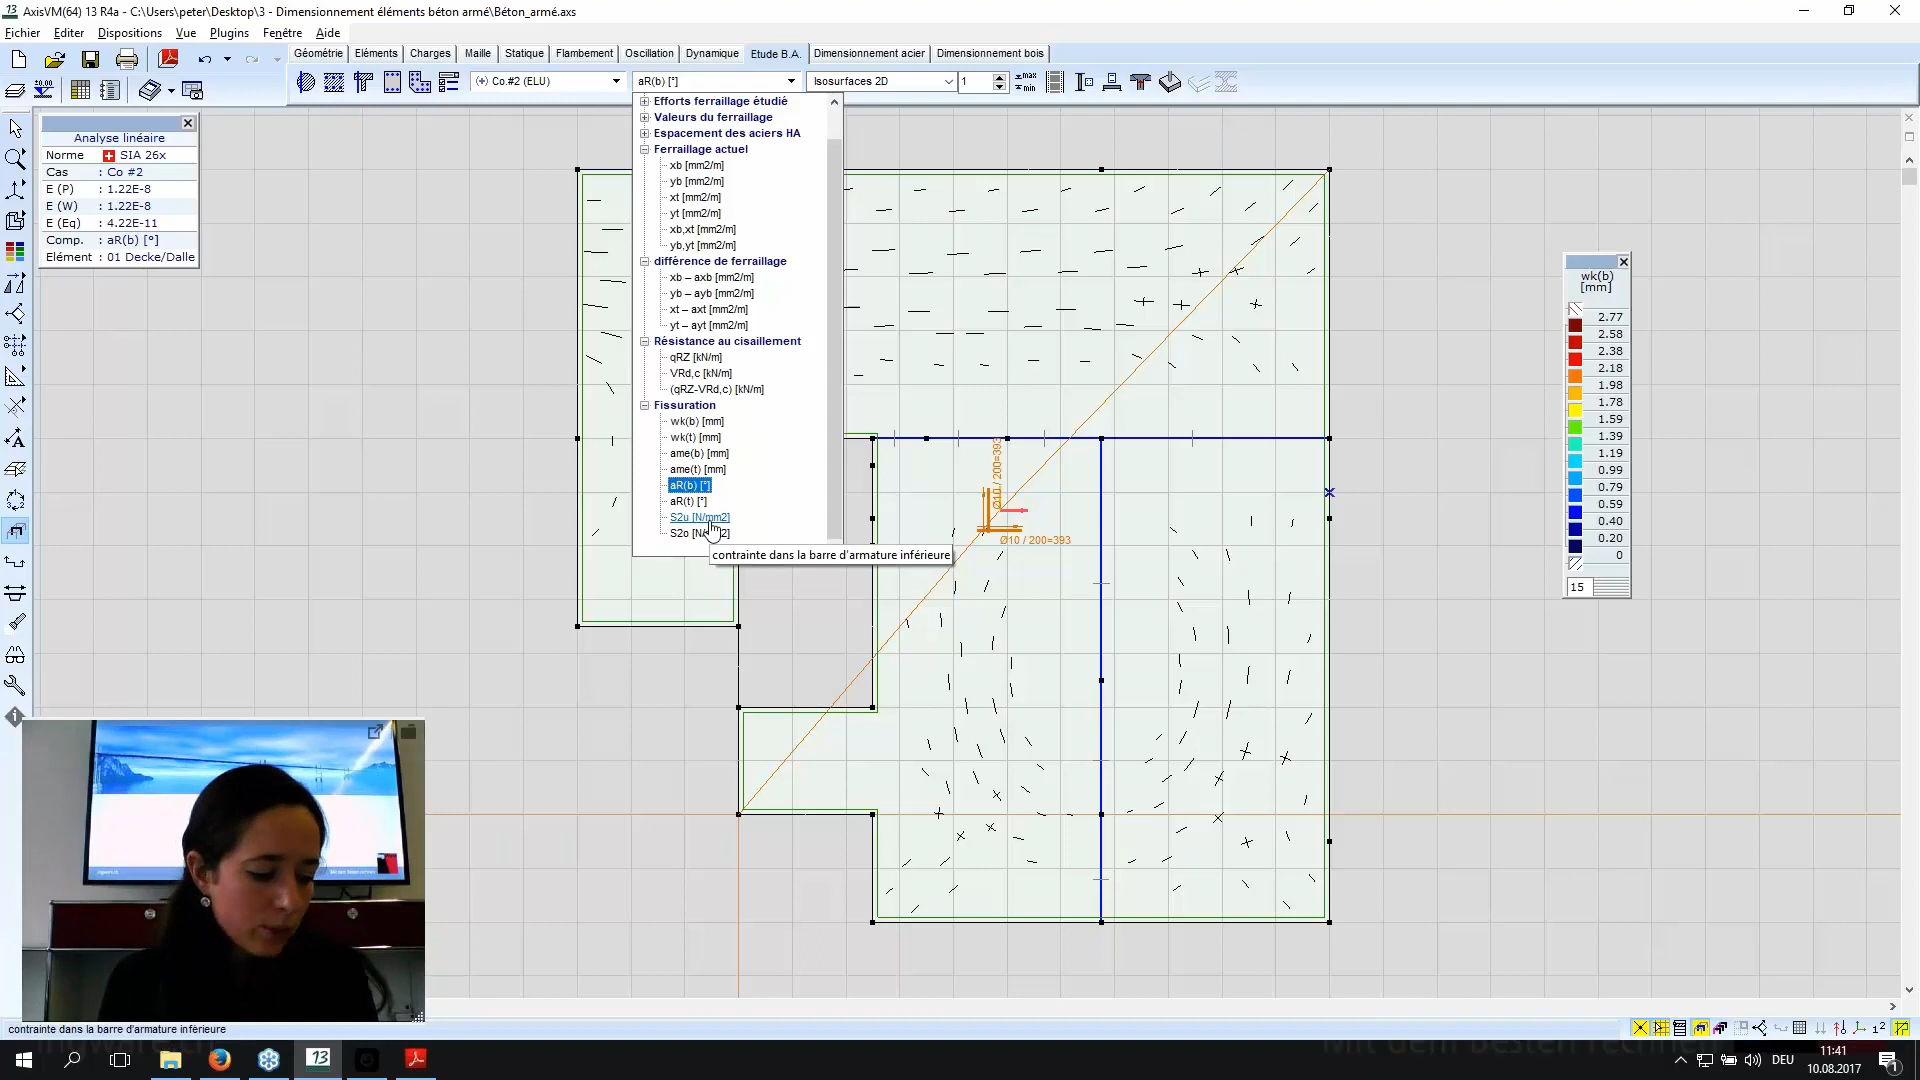 AxisVM(64) 13 R4a - C:\Users\peter\Desktop\3 - Dimensionnement éléments béton armé\Béton_armé.axs
Fichier Editer Dispositions Vue Plugins Fenêtre Aide
Géométrie Eléments Charges Maille Statique Flambement Oscillation Dynamique Etude B.A. Dimensionnement acier Dimensionnement bois
(+) Co.#2 (ELU) aR(b) [°] Isosurfaces 2D 1
Analyse linéaire
Norme SIA 26x
Cas : Co #2
E (P) : 1.22E-8
E (W) : 1.22E-8
E (Eq) : 4.22E-11
Comp. : aR(b) [°]
Elément : 01 Decke/Dalle
Efforts ferraillage étudié
Valeurs du ferraillage
Espacement des aciers HA
Ferraillage actuel
xb [mm2/m]
yb [mm2/m]
xt [mm2/m]
yt [mm2/m]
xb,xt [mm2/m]
yb,yt [mm2/m]
différence de ferraillage
xb – axb [mm2/m]
yb – ayb [mm2/m]
xt – axt [mm2/m]
yt – ayt [mm2/m]
Résistance au cisaillement
qRZ [kN/m]
VRd,c [kN/m]
(qRZ-VRd,c) [kN/m]
Fissuration
wk(b) [mm]
wk(t) [mm]
ame(b) [mm]
ame(t) [mm]
aR(b) [°]
aR(t) [°]
S2u [N/mm2]
S2o [N/mm2]
contrainte dans la barre d'armature inférieure
Ø10 / 200=393
Ø10 / 200=393
wk(b)
[mm]
2.77
2.58
2.38
2.18
1.98
1.78
1.59
1.39
1.19
0.99
0.79
0.59
0.40
0.20
0
15
contrainte dans la barre d'armature inférieure
13
DEU
11:41
10.08.2017